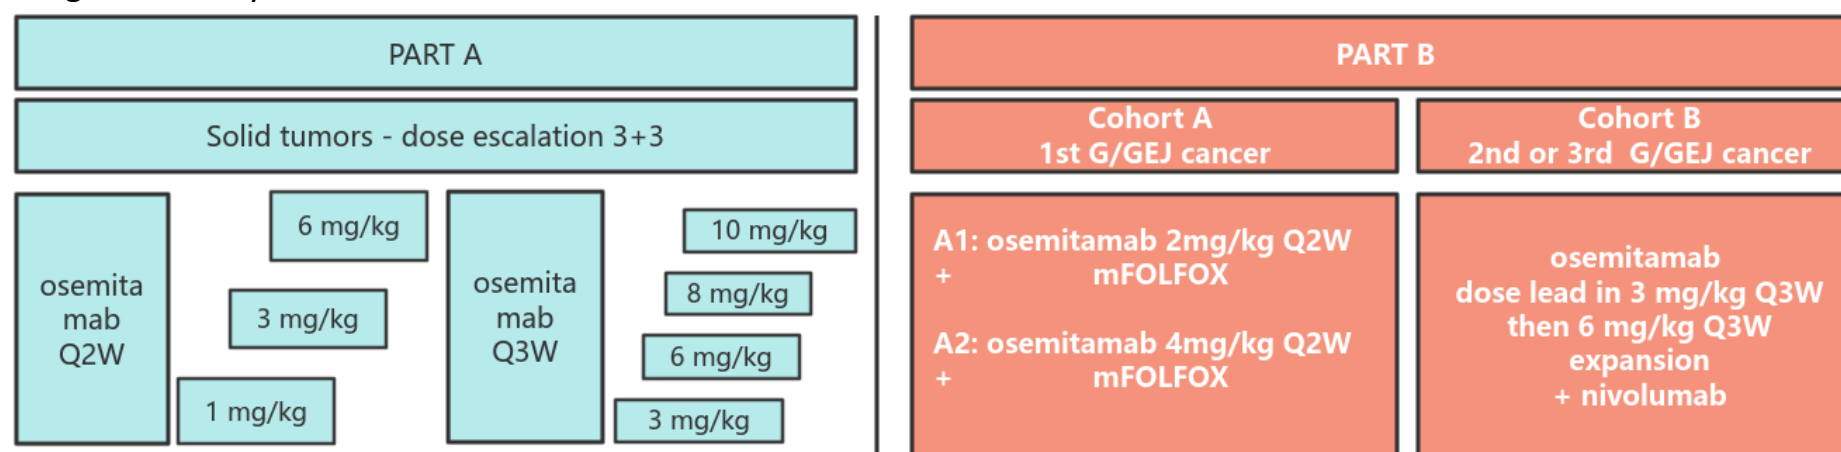 PART A
Solid tumors - dose escalation 3+3
osemita
mab
Q2W
6 mg/kg
3 mg/kg
1 mg/kg
osemita
mab
Q3W
10 mg/kg
8 mg/kg
6 mg/kg
3 mg/kg
PART B
Cohort A
1st G/GEJ cancer
A1: osemitamab 2mg/kg Q2W
+ mFOLFOX
A2: osemitamab 4mg/kg Q2W
+ mFOLFOX
Cohort B
2nd or 3rd  G/GEJ cancer
osemitamab
dose lead in 3 mg/kg Q3W
then 6 mg/kg Q3W
expansion
+ nivolumab